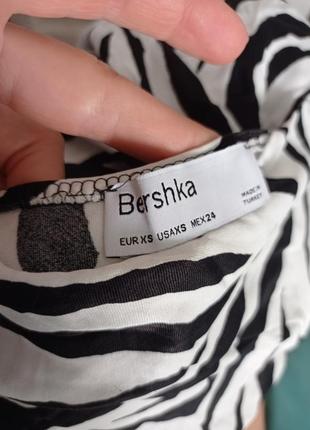 Bershka
MADE IN
TURKEY
EUR XS USA XS MEX 24